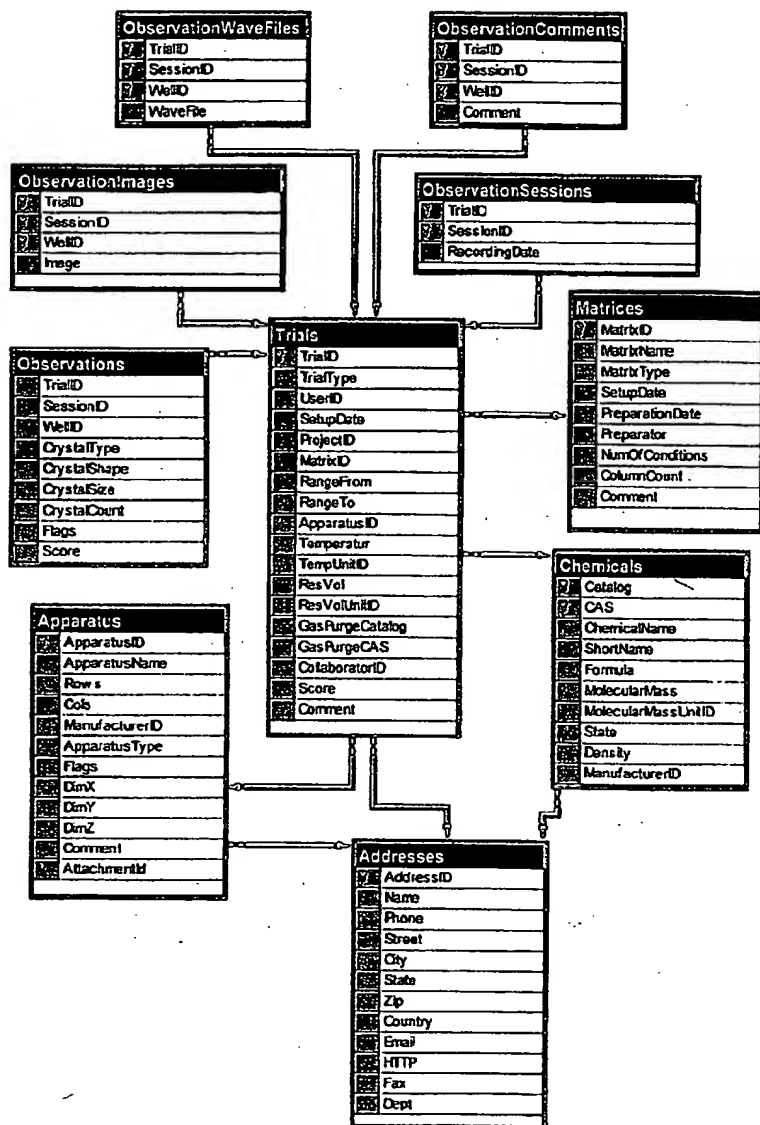 ObservationWaveFiles
TrialID
SessionID
WellID
WaveFile
ObservationComments
TrialID
SessionID
WellID
Comment
ObservationImages
TrialID
SessionID
WellID
Image
ObservationSessions
TrialID
SessionID
RecordingDate
Trials
TrialID
TrialType
UserID
SetupDate
ProjectID
MatrixID
RangeFrom
RangeTo
ApparatusID
Temperatur
TempUnitID
ResVol
ResVolUnitID
GasPurgeCatalog
GasPurgeCAS
CollaboratorID
Score
Comment
Matrices
MatrixID
MatrixName
MatrixType
SetupDate
PreparationDate
Preparator
NumOfConditions
ColumnCount
Comment
Observations
TrialID
SessionID
WellID
CrystalType
CrystalShape
CrystalSize
CrystalCount
Flags
Score
Chemicals
Catalog
CAS
ChemicalName
ShortName
Formula
MolecularMass
MolecularMassUnitID
State
Density
ManufacturerID
Apparatus
ApparatusID
ApparatusName
Rows
Cols
ManufacturerID
ApparatusType
Flags
DimX
DimY
DimZ
Comment
AttachmentId
Addresses
AddressID
Name
Phone
Street
City
State
Zip
Country
Email
HTTP
Fax
Dept